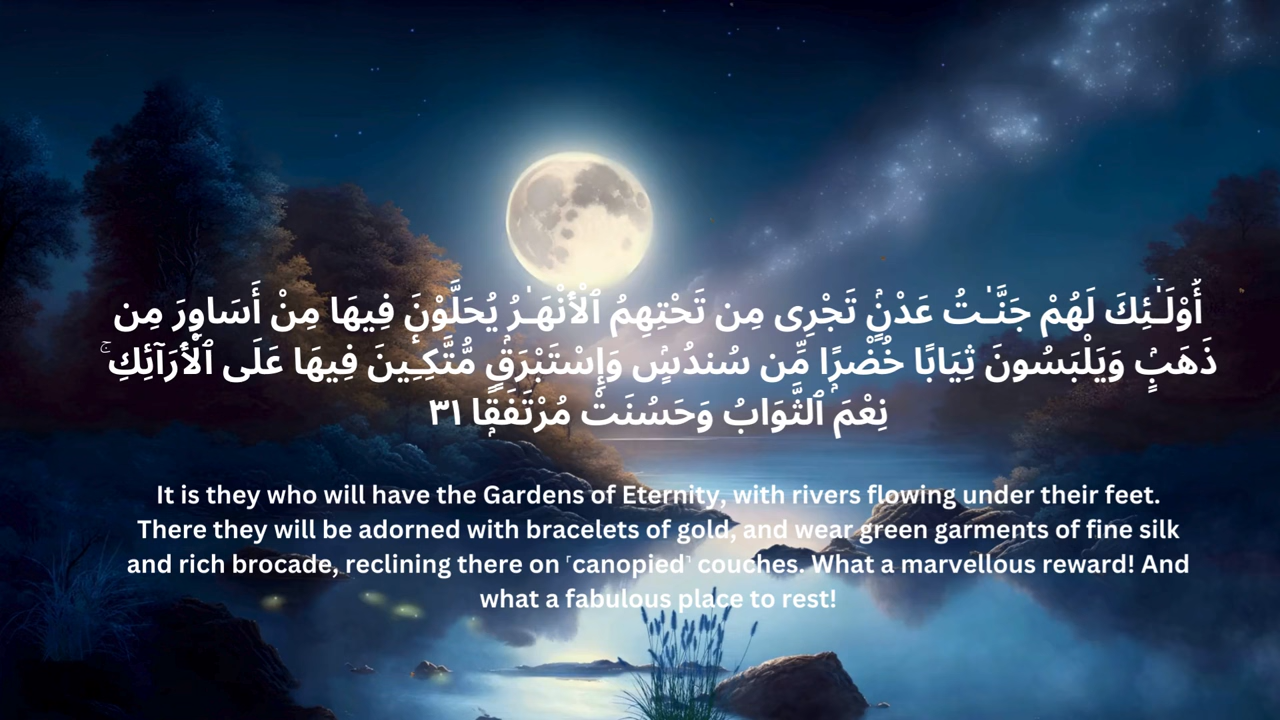 أُو۟لَـٰٓئِكَ لَهُمْ جَنَّـٰتُ عَدْنٍۢ تَجْرِى مِن تَحْتِهِمُ ٱلْأَنْهَـٰرُ يُحَلَّوْنَ فِيهَا مِنْ أَسَاوِرَ مِن
ذَهَبٍۢ وَيَلْبَسُونَ ثِيَابًا خُضْرًۭا مِّن سُندُسٍۢ وَإِسْتَبْرَقٍۢ مُّتَّكِـِٔينَ فِيهَا عَلَى ٱلْأَرَآئِكِ ۚ
نِعْمَ ٱلثَّوَابُ وَحَسُنَتْ مُرْتَفَقًۭا ٣١
It is they who will have the Gardens of Eternity, with rivers flowing under their feet.
There they will be adorned with bracelets of gold, and wear green garments of fine silk
and rich brocade, reclining there on ˹canopied˺ couches. What a marvellous reward! And
what a fabulous place to rest!